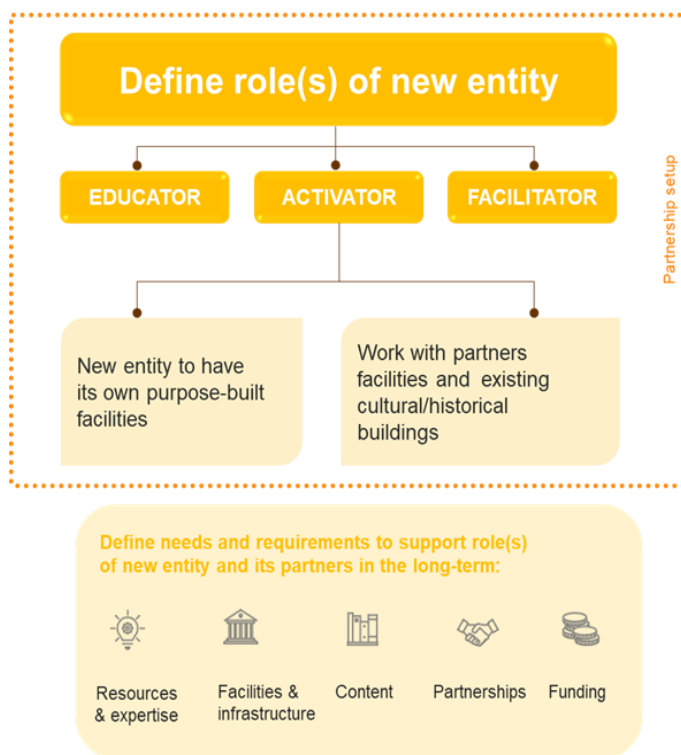 Define role(s) of new entity
EDUCATOR
ACTIVATOR
FACILITATOR
Partnership setup
New entity to have
its own purpose-built
facilities
Work with partners
facilities and existing
cultural/historical
buildings
Define needs and requirements to support role(s)
of new entity and its partners in the long-term:
Resources
& expertise
Facilities &
infrastructure
Content
Partnerships
Funding